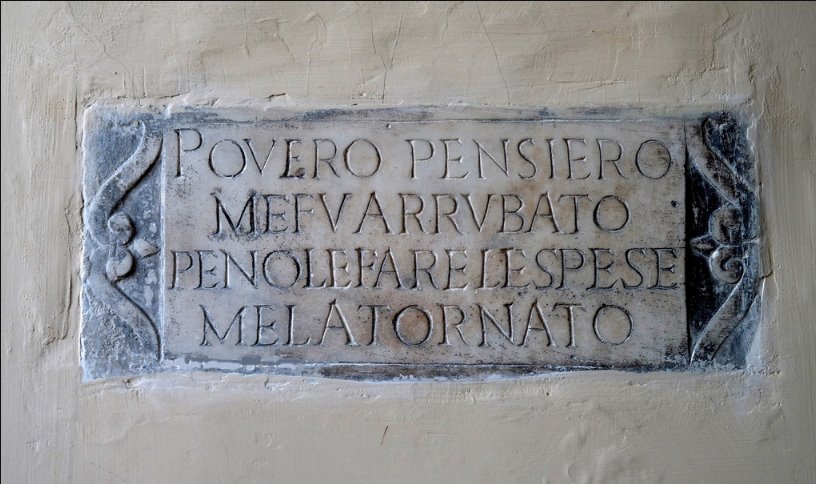 POVERO PENSIERO
MEFVARRVBATO
PENOLEFARELESPESE
MELATORNATO